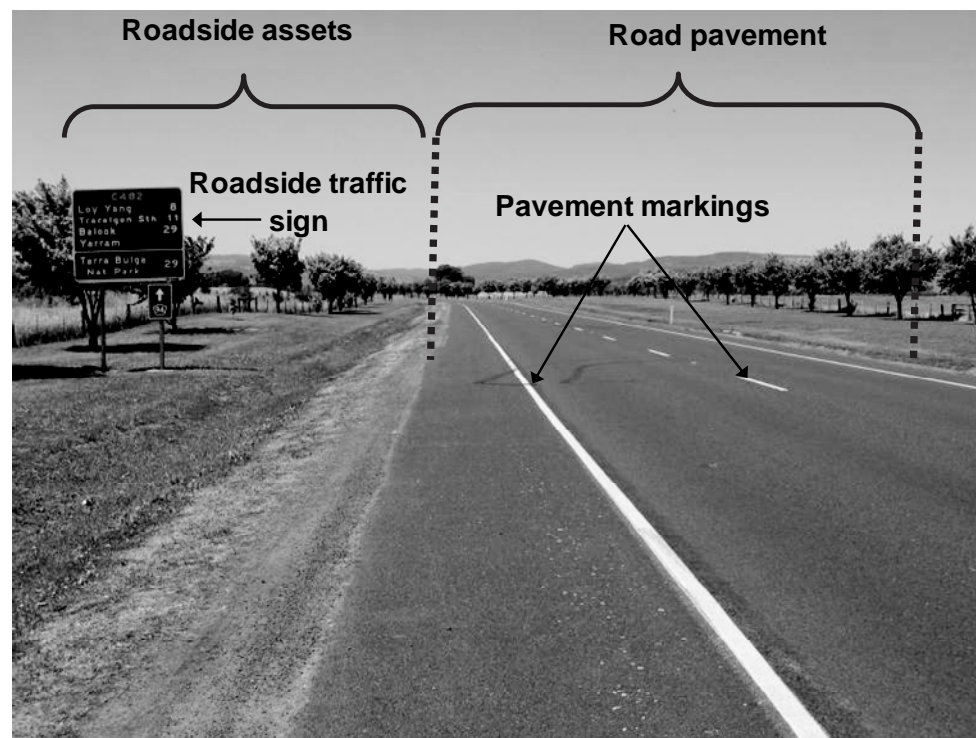 Roadside assets
Road pavement
Roadside traffic
sign
Pavement markings
C482
Loy Yang 8
Traralgon Sth 11
Balook 29
Yarram
Tarra Bulga 29
Nat Park